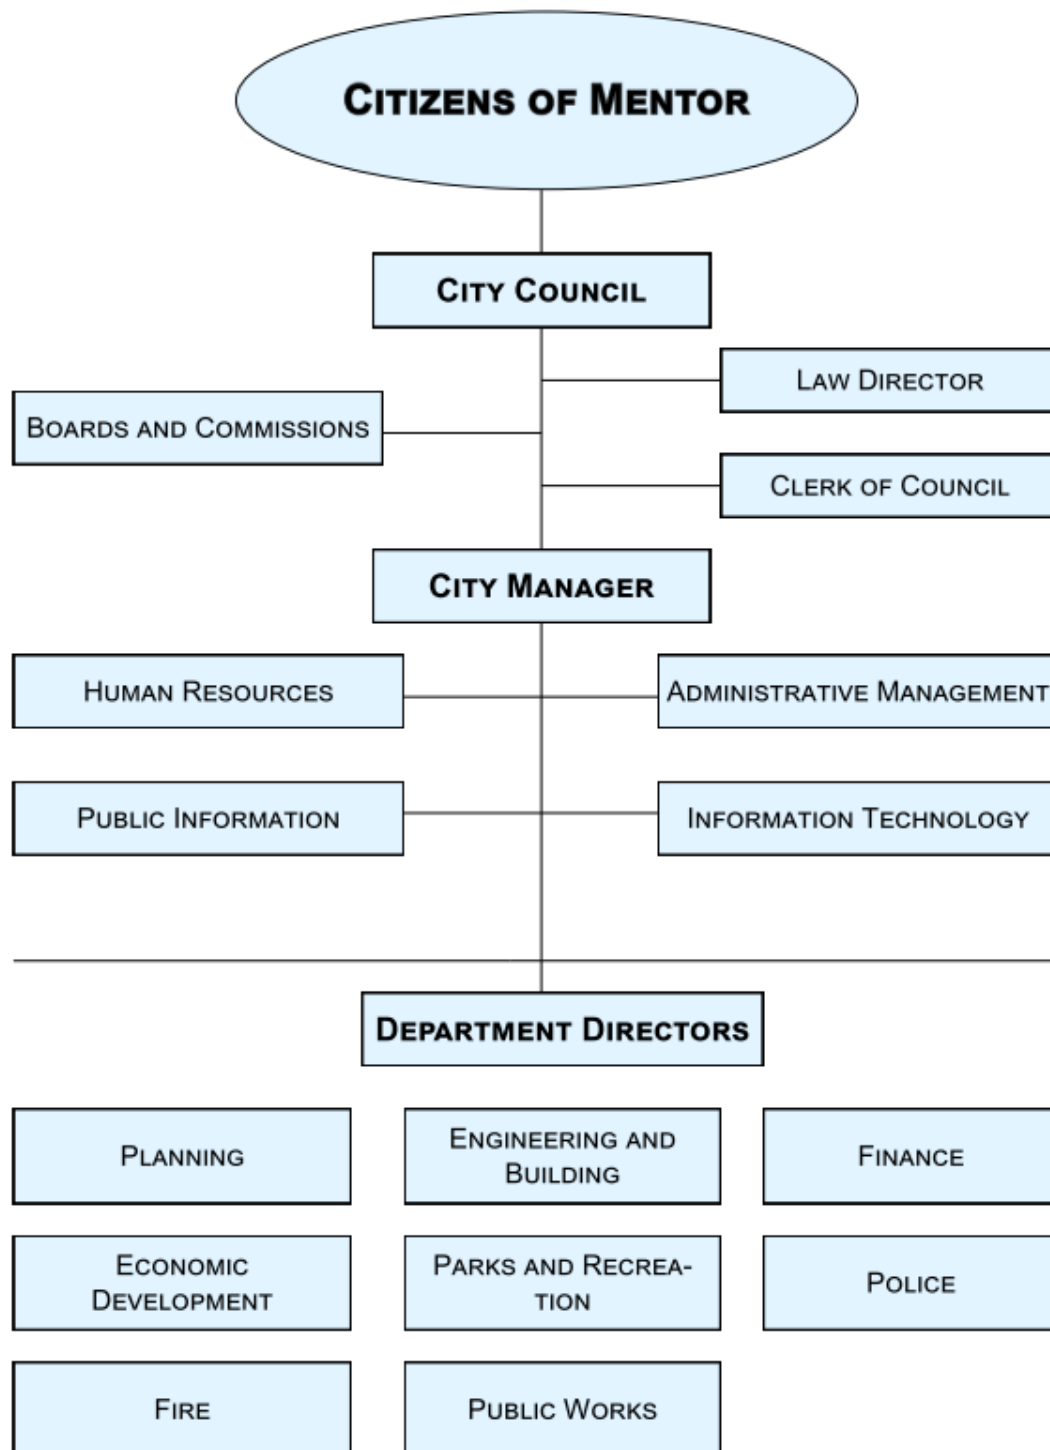 CITIZENS OF MENTOR
CITY COUNCIL
LAW DIRECTOR
BOARDS AND COMMISSIONS
CLERK OF COUNCIL
CITY MANAGER
HUMAN RESOURCES
ADMINISTRATIVE MANAGEMENT
PUBLIC INFORMATION
INFORMATION TECHNOLOGY
DEPARTMENT DIRECTORS
PLANNING
ENGINEERING AND
BUILDING
FINANCE
ECONOMIC
DEVELOPMENT
PARKS AND RECREA-
TION
POLICE
FIRE
PUBLIC WORKS